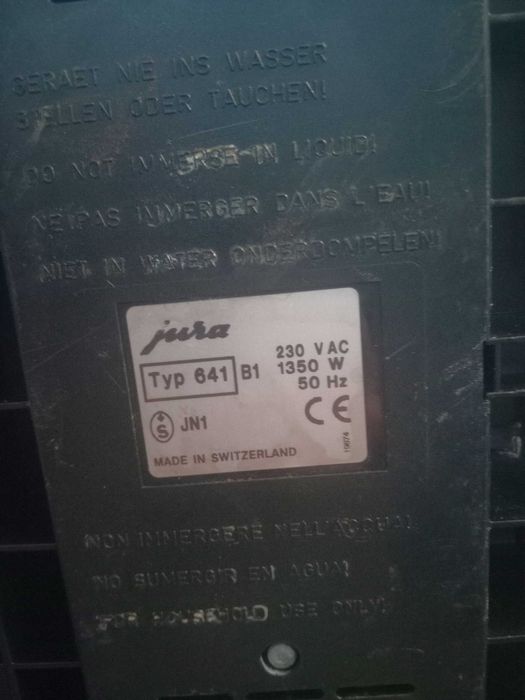 GERAET NIE INS WASSER
STELLEN ODER TAUCHEN!
DO NOT IMMERSE IN LIQUID!
NE PAS IMMERGER DANS L'EAU!
NIET IN WATER ONDERDOMPELEN!
jura
Typ 641 B1
230 V AC
1350 W
50 Hz
S JN1
CE
MADE IN SWITZERLAND
NON IMMERGERE NELL'ACQUA!
NO SUMERGIR EN AGUA!
FOR HOUSEHOLD USE ONLY!